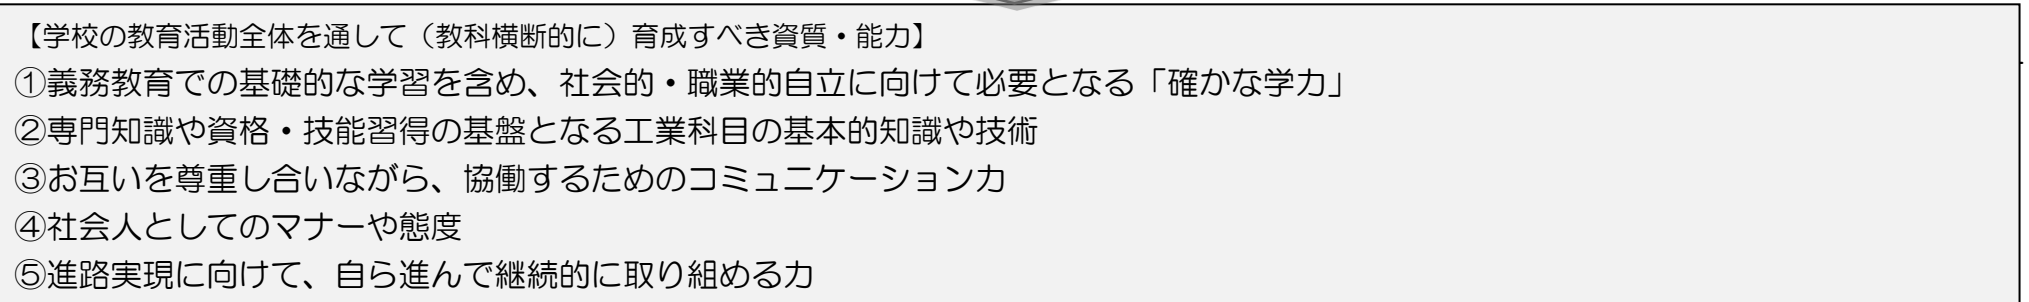 【学校の教育活動全体を通して（教科横断的に）育成すべき資質・能力】
①義務教育での基礎的な学習を含め、社会的・職業的自立に向けて必要となる「確かな学力」
②専門知識や資格・技能習得の基盤となる工業科目の基本的知識や技術
③お互いを尊重し合いながら、協働するためのコミュニケーション力
④社会人としてのマナーや態度
⑤進路実現に向けて、自ら進んで継続的に取り組める力